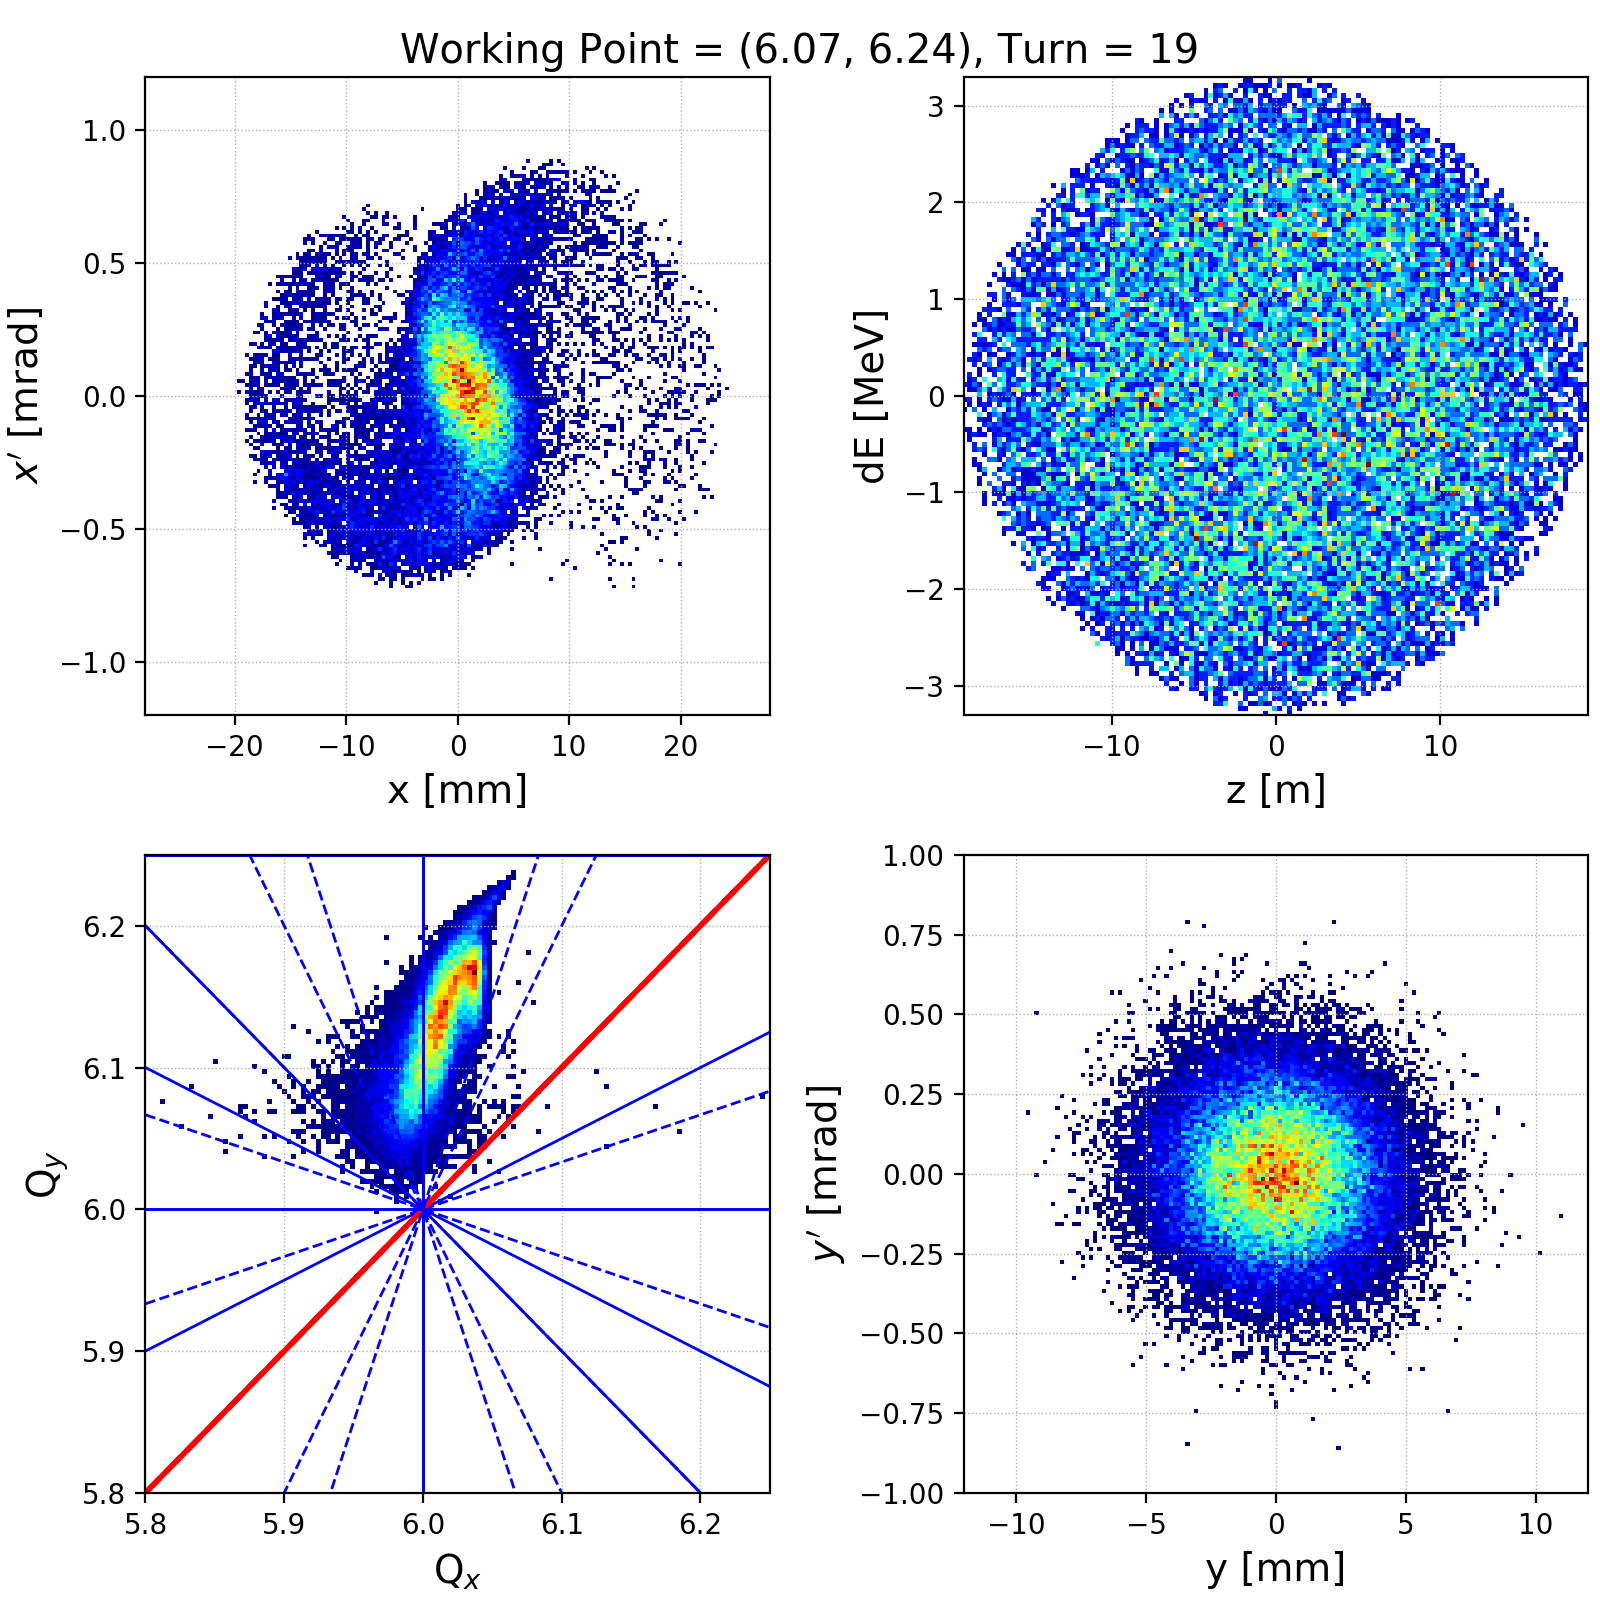 Working Point = (6.07, 6.24), Turn = 19
1.0
0.5
0.0
−0.5
−1.0
x′ [mrad]
−20 −10 0 10 20
x [mm]
3
2
1
0
−1
−2
−3
dE [MeV]
−10 0 10
z [m]
6.2
6.1
6.0
5.9
5.8
Qy
5.8 5.9 6.0 6.1 6.2
Qx
1.00
0.75
0.50
0.25
0.00
−0.25
−0.50
−0.75
−1.00
y′ [mrad]
−10 −5 0 5 10
y [mm]